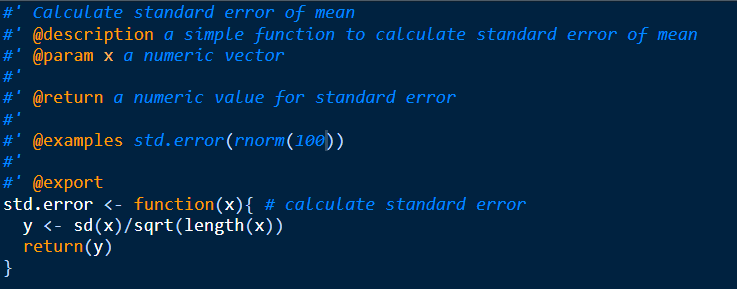 #' Calculate standard error of mean
#' @description a simple function to calculate standard error of mean
#' @param x a numeric vector
#'
#' @return a numeric value for standard error
#'
#' @examples std.error(rnorm(100))
#'
#' @export
std.error <- function(x){ # calculate standard error
  y <- sd(x)/sqrt(length(x))
  return(y)
}